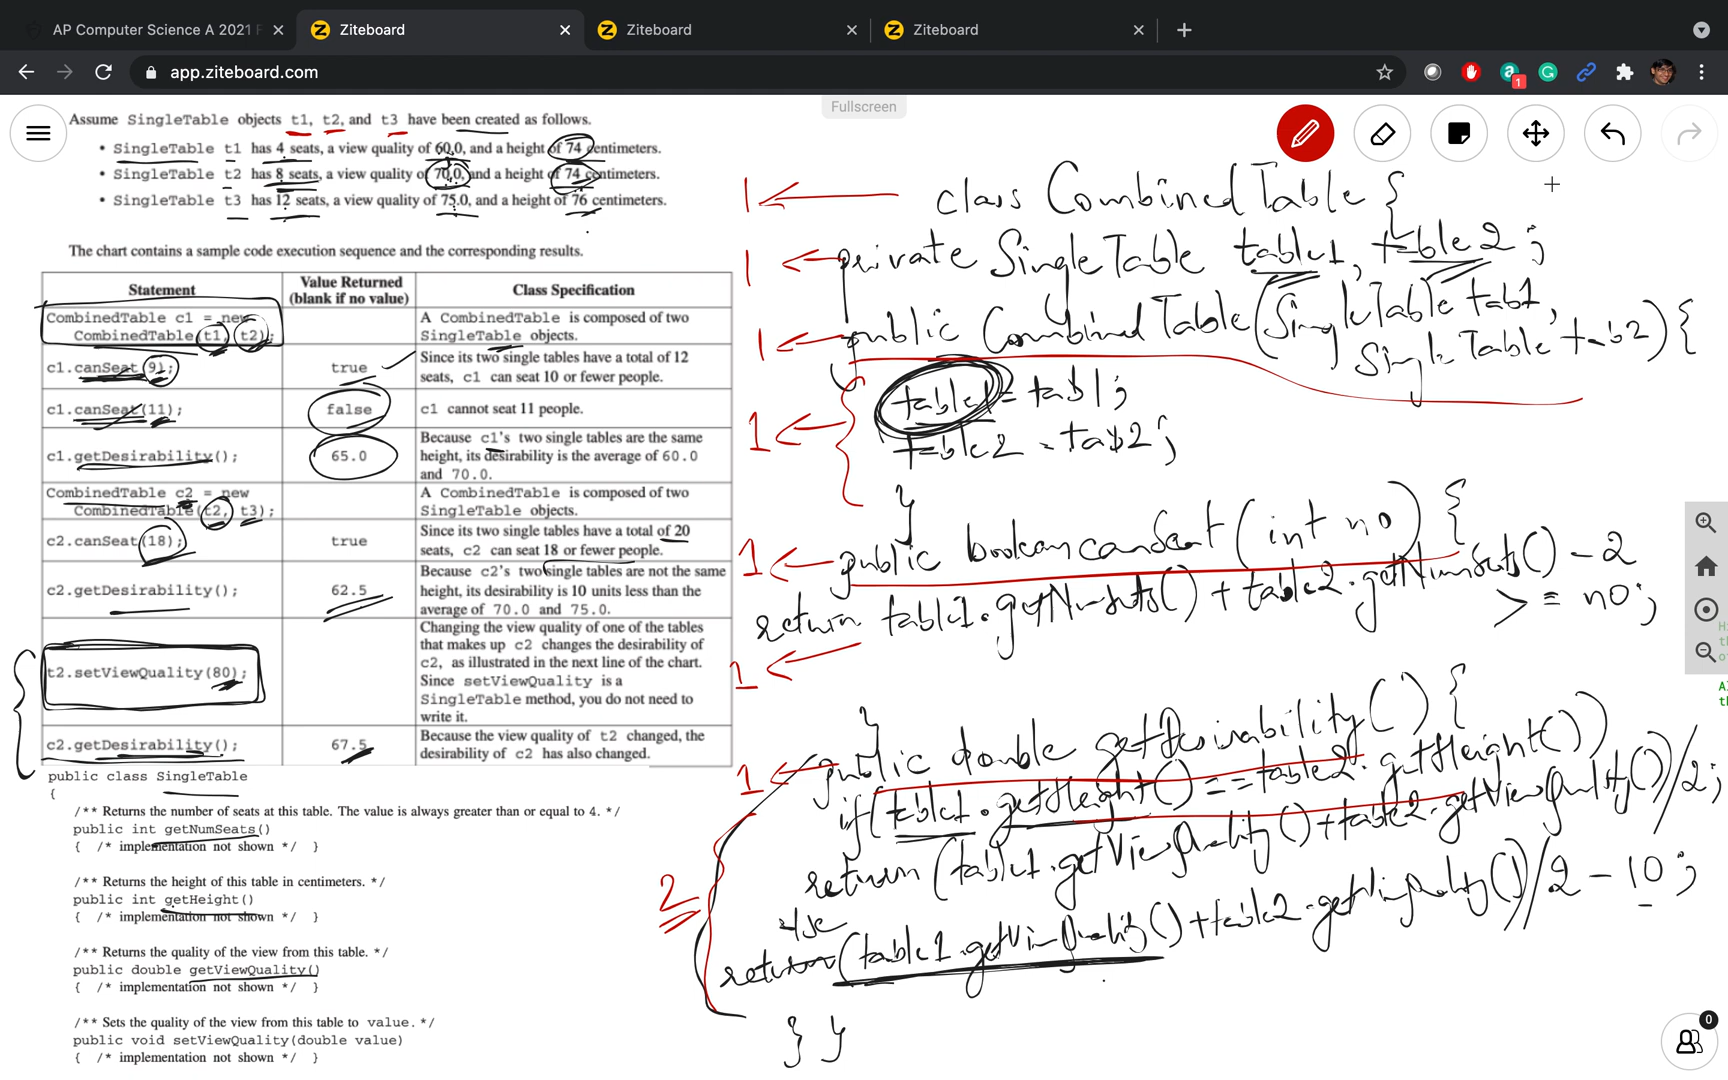 AP Computer Science A 2021 F
Ziteboard
Ziteboard
Ziteboard
app.ziteboard.com
1
Fullscreen
Assume SingleTable objects t1, t2, and t3 have been created as follows.
• SingleTable t1 has 4 seats, a view quality of 60.0, and a height of 74 centimeters.
• SingleTable t2 has 8 seats, a view quality of 70.0, and a height of 74 centimeters.
• SingleTable t3 has 12 seats, a view quality of 75.0, and a height of 76 centimeters.
The chart contains a sample code execution sequence and the corresponding results.
Statement
Value Returned
(blank if no value)
Class Specification
CombinedTable c1 = new
CombinedTable(t1, t2);
A CombinedTable is composed of two
SingleTable objects.
c1.canSeat(9);
true
Since its two single tables have a total of 12
seats, c1 can seat 10 or fewer people.
c1.canSeat(11);
false
c1 cannot seat 11 people.
c1.getDesirability();
65.0
Because c1's two single tables are the same
height, its desirability is the average of 60.0
and 70.0.
CombinedTable c2 = new
CombinedTable(t2, t3);
A CombinedTable is composed of two
SingleTable objects.
c2.canSeat(18);
true
Since its two single tables have a total of 20
seats, c2 can seat 18 or fewer people.
c2.getDesirability();
62.5
Because c2's two single tables are not the same
height, its desirability is 10 units less than the
average of 70.0 and 75.0.
t2.setViewQuality(80);
Changing the view quality of one of the tables
that makes up c2 changes the desirability of
c2, as illustrated in the next line of the chart.
Since setViewQuality is a
SingleTable method, you do not need to
write it.
c2.getDesirability();
67.5
Because the view quality of t2 changed, the
desirability of c2 has also changed.
public class SingleTable
{
/** Returns the number of seats at this table. The value is always greater than or equal to 4. */
public int getNumSeats()
{ /* implementation not shown */ }
/** Returns the height of this table in centimeters. */
public int getHeight()
{ /* implementation not shown */ }
/** Returns the quality of the view from this table. */
public double getViewQuality()
{ /* implementation not shown */ }
/** Sets the quality of the view from this table to value. */
public void setViewQuality(double value)
{ /* implementation not shown */ }
1 class CombinedTable {
1 private SingleTable table1, table2;
1 public CombinedTable(SingleTable tab1,
SingleTable tab2) {
table1 = tab1;
1
table2 = tab2;
}
1 public boolean canSeat (int no) {
return table1.getNumSeats() + table2.getNumSeats() - 2
>= no;
1
}
1 public double getDesirability() {
if(table1.getHeight() == table2.getHeight())
return (table1.getViewQuality() + table2.getViewQuality())/2;
2
else
return (table1.getViewQuality() + table2.getViewQuality())/2 - 10;
} }
0